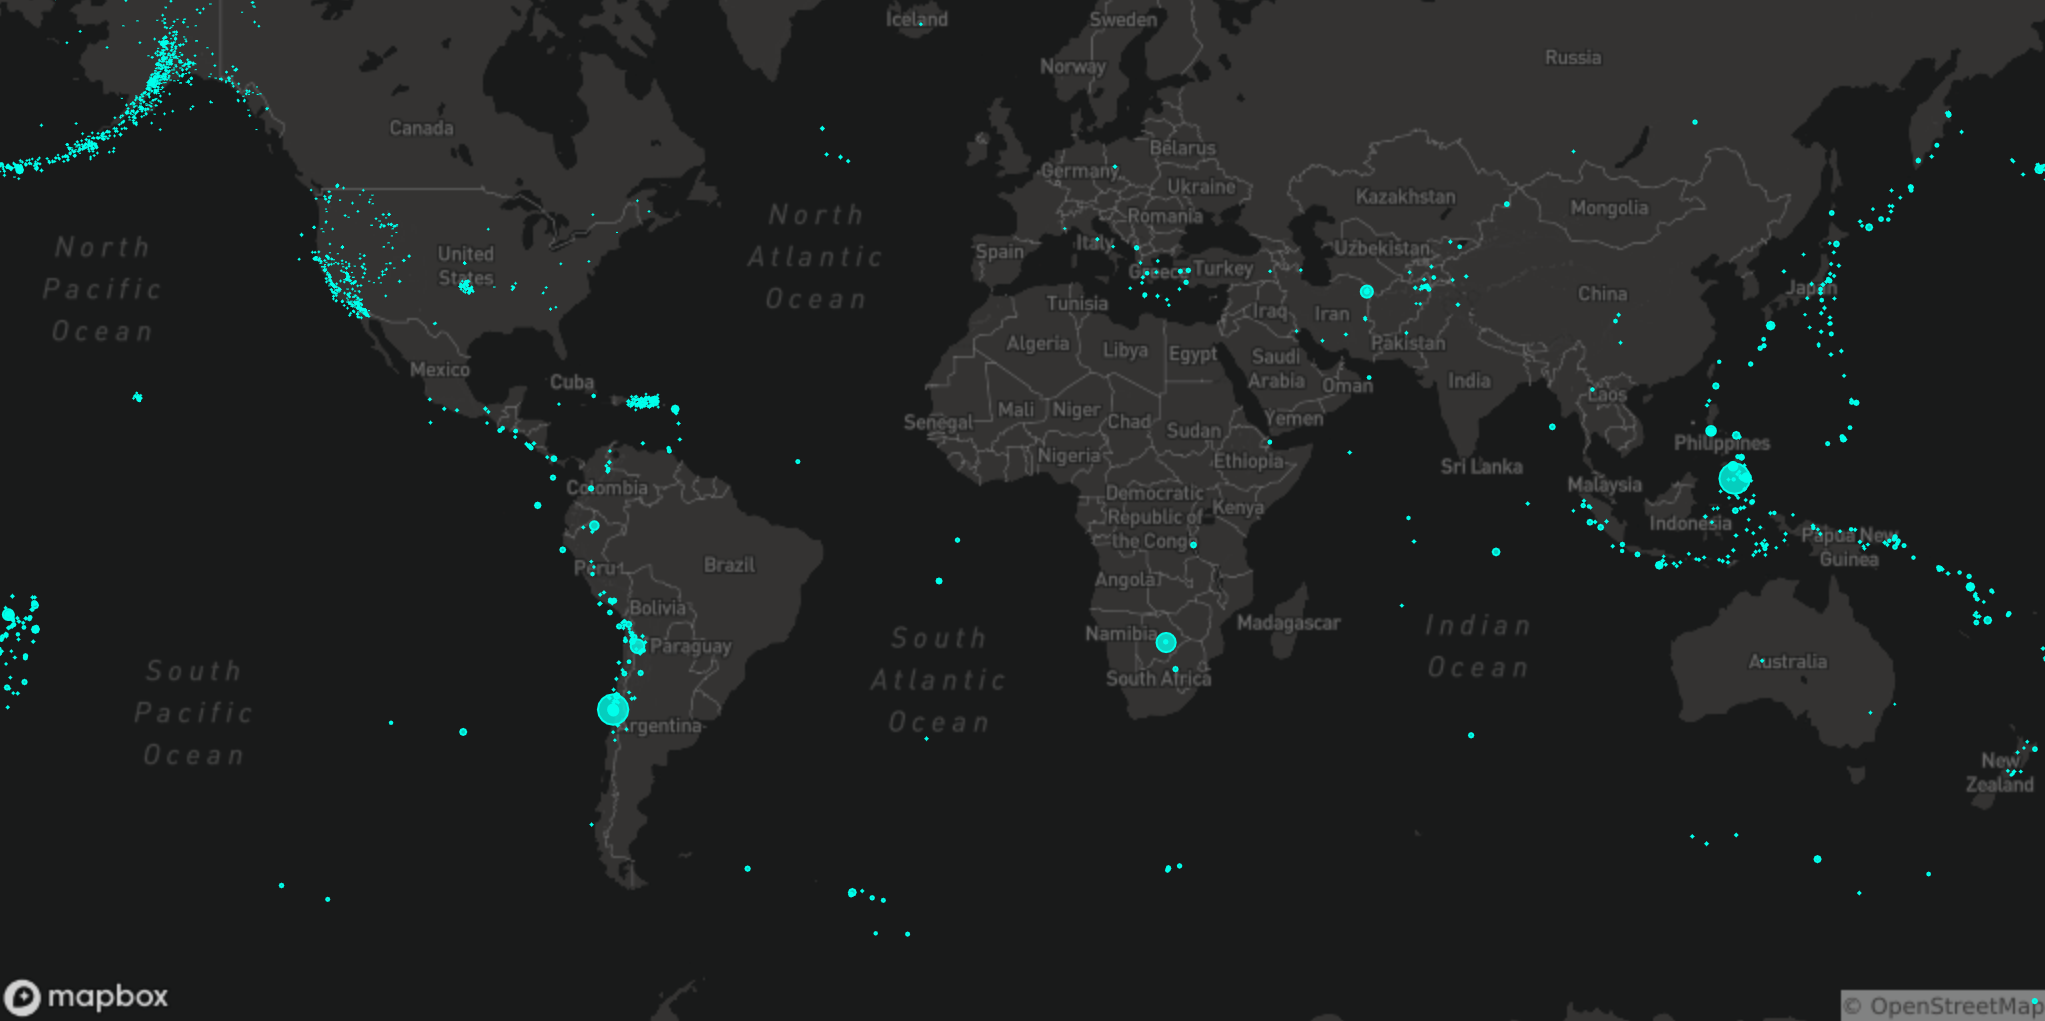 Iceland
Sweden
Norway
Russia
Canada
Belarus
Germany
Ukraine
Kazakhstan
Mongolia
Romania
North
Atlantic
Ocean
North
Pacific
Ocean
United
States
Spain
Italy
Uzbekistan
Greece
Turkey
China
Japan
Tunisia
Iraq
Iran
Pakistan
Algeria
Libya
Egypt
Saudi
Arabia
Oman
India
Laos
Mexico
Cuba
Mali
Niger
Chad
Sudan
Yemen
Senegal
Nigeria
Ethiopia
Philippines
Sri Lanka
Malaysia
Colombia
Democratic
Republic of
the Congo
Kenya
Indonesia
Papua New
Guinea
Peru
Brazil
Angola
Bolivia
Namibia
Madagascar
Indian
Ocean
Paraguay
South
Atlantic
Ocean
South
Pacific
Ocean
South Africa
Australia
Argentina
New
Zealand
mapbox
© OpenStreetMap